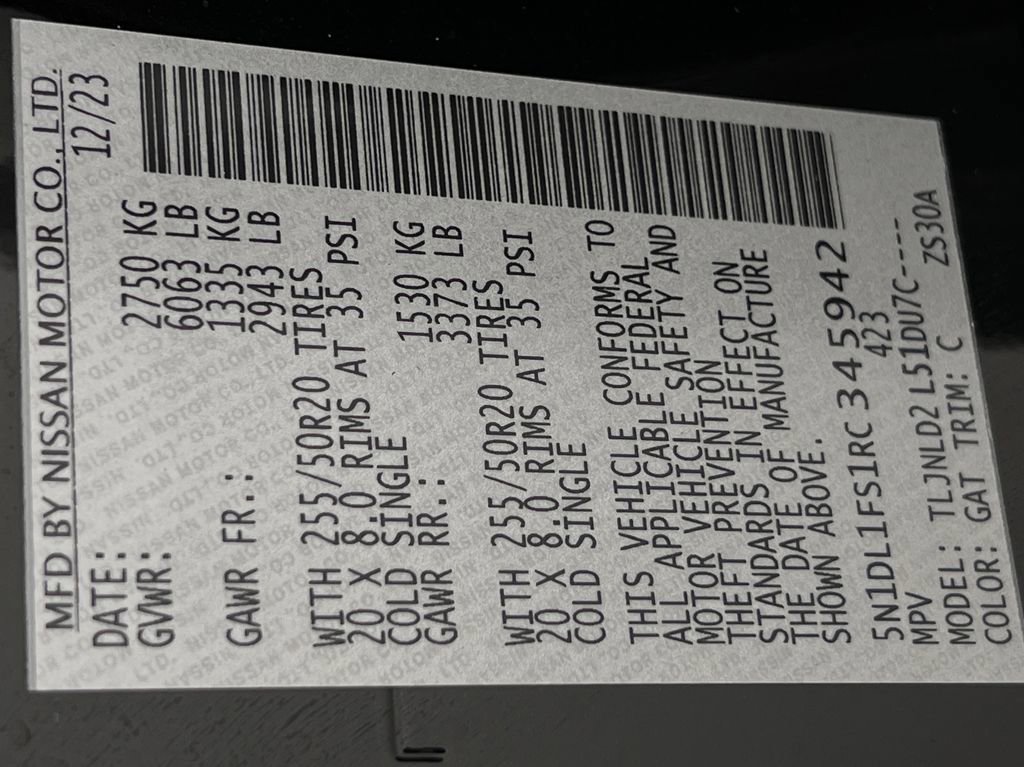 MFD BY NISSAN MOTOR CO., LTD.
DATE: 12/23
GVWR: 2750 KG
6063 LB
GAWR FR.: 1335 KG
2943 LB
WITH 255/50R20 TIRES
20 X 8.0 RIMS AT 35 PSI
COLD SINGLE
GAWR RR.: 1530 KG
3373 LB
WITH 255/50R20 TIRES
20 X 8.0 RIMS AT 35 PSI
COLD SINGLE
THIS VEHICLE CONFORMS TO
ALL APPLICABLE FEDERAL
MOTOR VEHICLE SAFETY AND
THEFT PREVENTION
STANDARDS IN EFFECT ON
THE DATE OF MANUFACTURE
SHOWN ABOVE.
5N1DL1FS1RC345942
MPV 423
MODEL: TLJNLD2 L51DU7C----
COLOR: GAT TRIM: C ZS30A